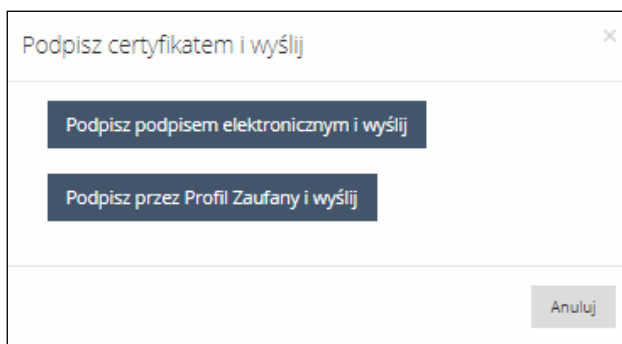 Podpisz certyfikatem i wyślij
×
Podpisz podpisem elektronicznym i wyślij
Podpisz przez Profil Zaufany i wyślij
Anuluj